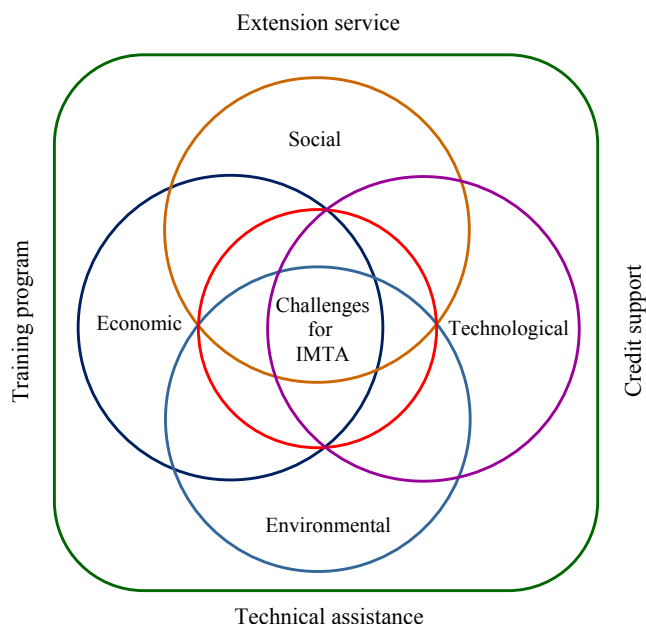 Extension service
Social
Training program
Economic
Challenges
for
IMTA
Technological
Credit support
Environmental
Technical assistance